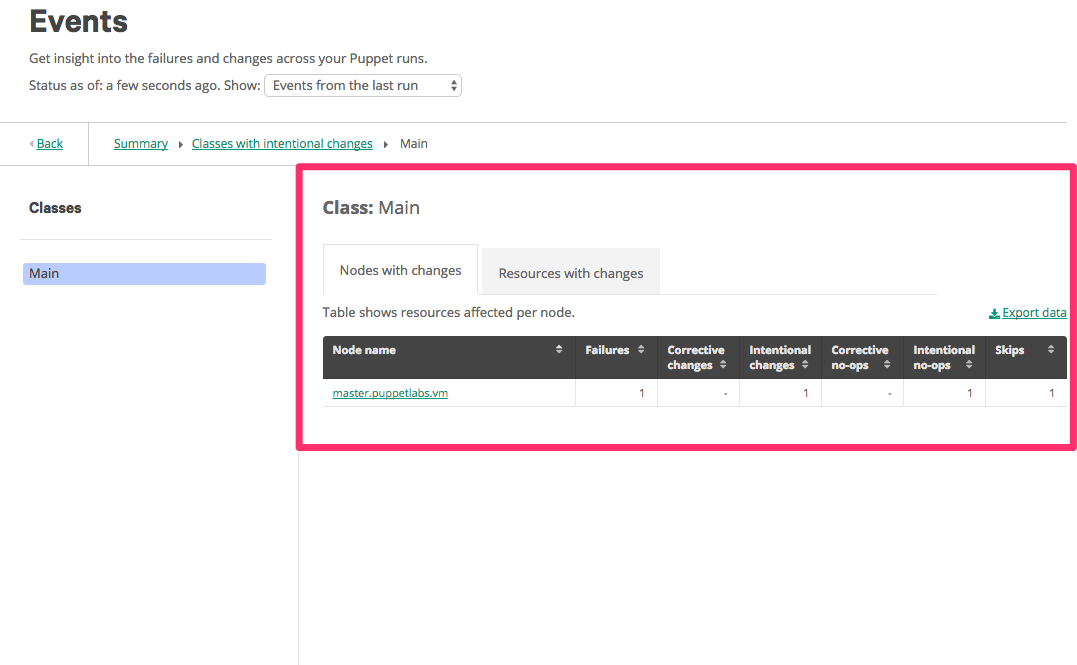 Events
Get insight into the failures and changes across your Puppet runs.
Status as of: a few seconds ago. Show: Events from the last run
Back Summary Classes with intentional changes Main
Classes
Main
Class: Main
Nodes with changes Resources with changes
Table shows resources affected per node. Export data
Node name Failures Corrective changes Intentional changes Corrective no-ops Intentional no-ops Skips
master.puppetlabs.vm 1 - 1 - 1 1